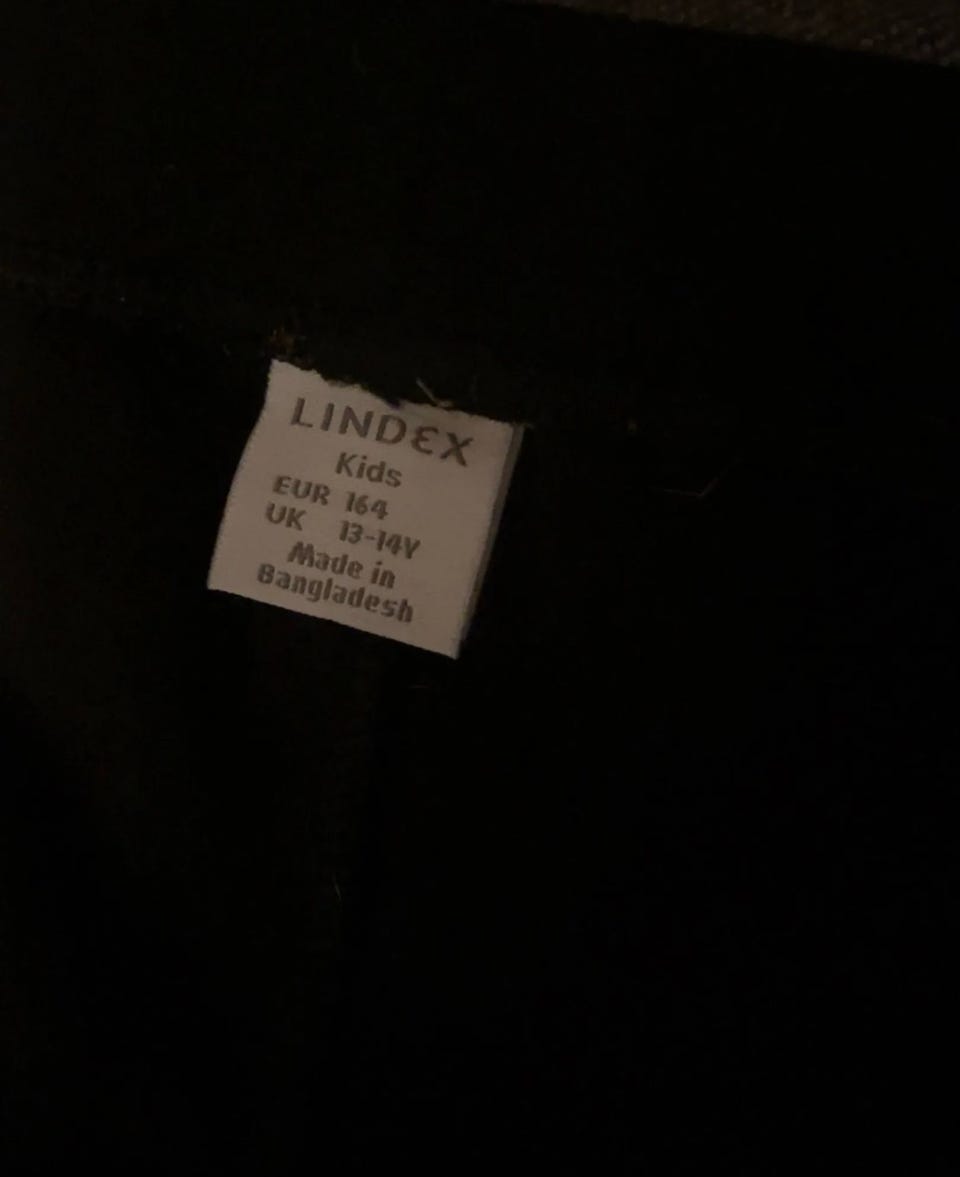 LINDEX
Kids
EUR 164
UK 13-14Y
Made in
Bangladesh